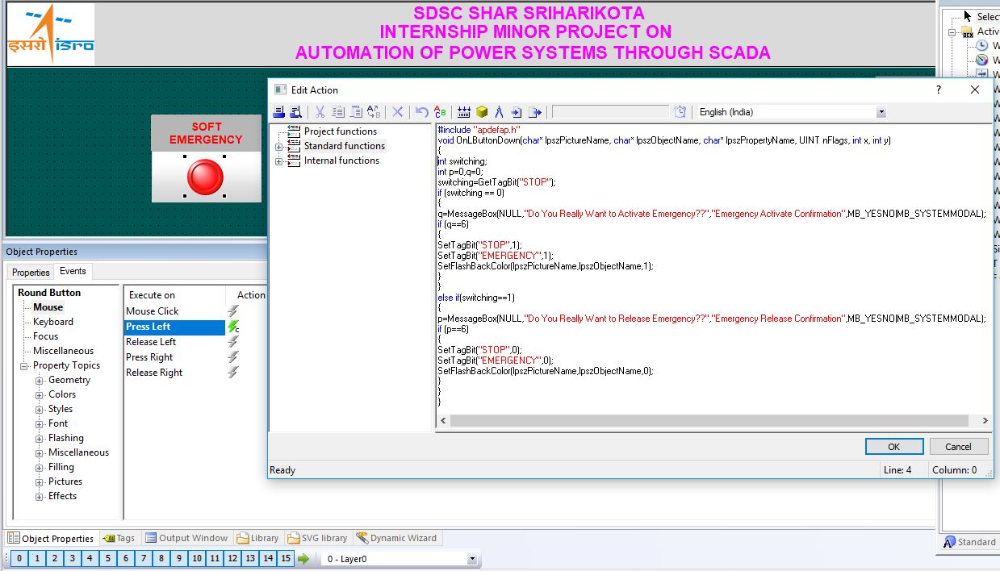 SDSC SHAR SRIHARIKOTA
INTERNSHIP MINOR PROJECT ON
AUTOMATION OF POWER SYSTEMS THROUGH SCADA
इसरो isro
SOFT
EMERGENCY
Edit Action
?
English (India)
Project functions
Standard functions
Internal functions
#include "apdefap.h"
void OnLButtonDown(char* lpszPictureName, char* lpszObjectName, char* lpszPropertyName, UINT nFlags, int x, int y)
{
int switching;
int p=0,q=0;
switching=GetTagBit("STOP");
if (switching == 0)
{
q=MessageBox(NULL,"Do You Really Want to Activate Emergency??","Emergency Activate Confirmation",MB_YESNO|MB_SYSTEMMODAL);
if (q==6)
{
SetTagBit("STOP",1);
SetTagBit("EMERGENCY",1);
SetFlashBackColor(lpszPictureName,lpszObjectName,1);
}
}
else if(switching==1)
{
p=MessageBox(NULL,"Do You Really Want to Release Emergency??","Emergency Release Confirmation",MB_YESNO|MB_SYSTEMMODAL);
if (p==6)
{
SetTagBit("STOP",0);
SetTagBit("EMERGENCY",0);
SetFlashBackColor(lpszPictureName,lpszObjectName,0);
}
}
}
OK Cancel
Ready Line: 4 Column: 0
Object Properties
Properties Events
Round Button
Mouse
Keyboard
Focus
Miscellaneous
Property Topics
Geometry
Colors
Styles
Font
Flashing
Miscellaneous
Filling
Pictures
Effects
Execute on Action
Mouse Click
Press Left
Release Left
Press Right
Release Right
Selec
Activ
Standard
Object Properties Tags Output Window Library SVG library Dynamic Wizard
0 1 2 3 4 5 6 7 8 9 10 11 12 13 14 15 0 - Layer0